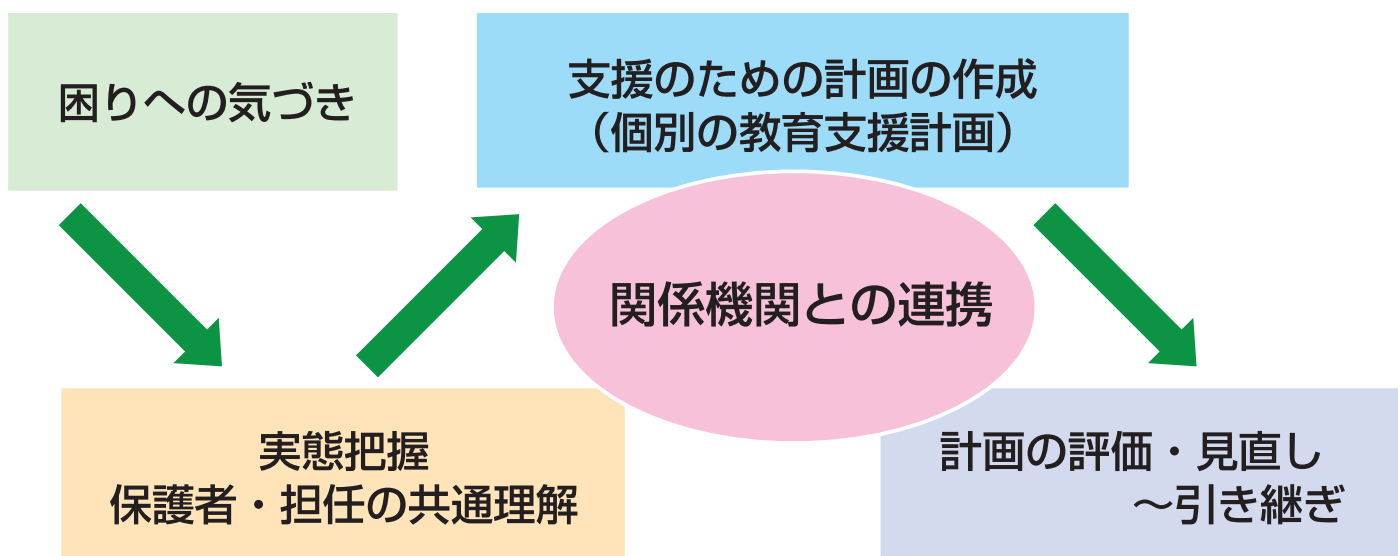 困りへの気づき
実態把握
保護者・担任の共通理解
支援のための計画の作成
（個別の教育支援計画）
関係機関との連携
計画の評価・見直し
～引き継ぎ